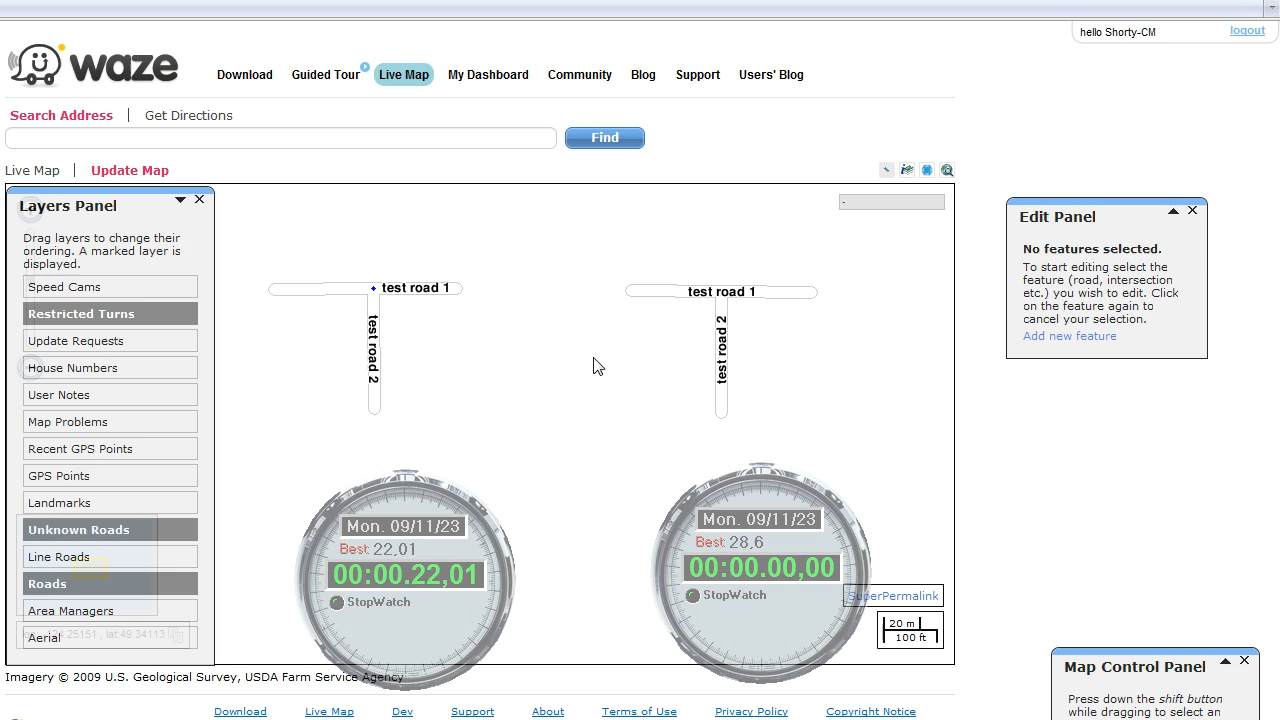 hello Shorty-CM
logout
waze
Download
Guided Tour
Live Map
My Dashboard
Community
Blog
Support
Users' Blog
Search Address
Get Directions
Find
Live Map
Update Map
Layers Panel
Drag layers to change their
ordering. A marked layer is
displayed.
Speed Cams
Restricted Turns
Update Requests
House Numbers
User Notes
Map Problems
Recent GPS Points
GPS Points
Landmarks
Unknown Roads
Line Roads
Roads
Area Managers
Aerial
-
test road 1
test road 2
test road 1
test road 2
Mon. 09/11/23
Best: 22,01
00:00.22,01
StopWatch
Mon. 09/11/23
Best: 28,6
00:00.00,00
StopWatch
SuperPermalink
20 m
100 ft
Edit Panel
No features selected.
To start editing select the
feature (road, intersection
etc.) you wish to edit. Click
on the feature again to
cancel your selection.
Add new feature
Map Control Panel
Press down the shift button
while dragging to select an
Imagery © 2009 U.S. Geological Survey, USDA Farm Service Agency
Download
Live Map
Dev
Support
About
Terms of Use
Privacy Policy
Copyright Notice